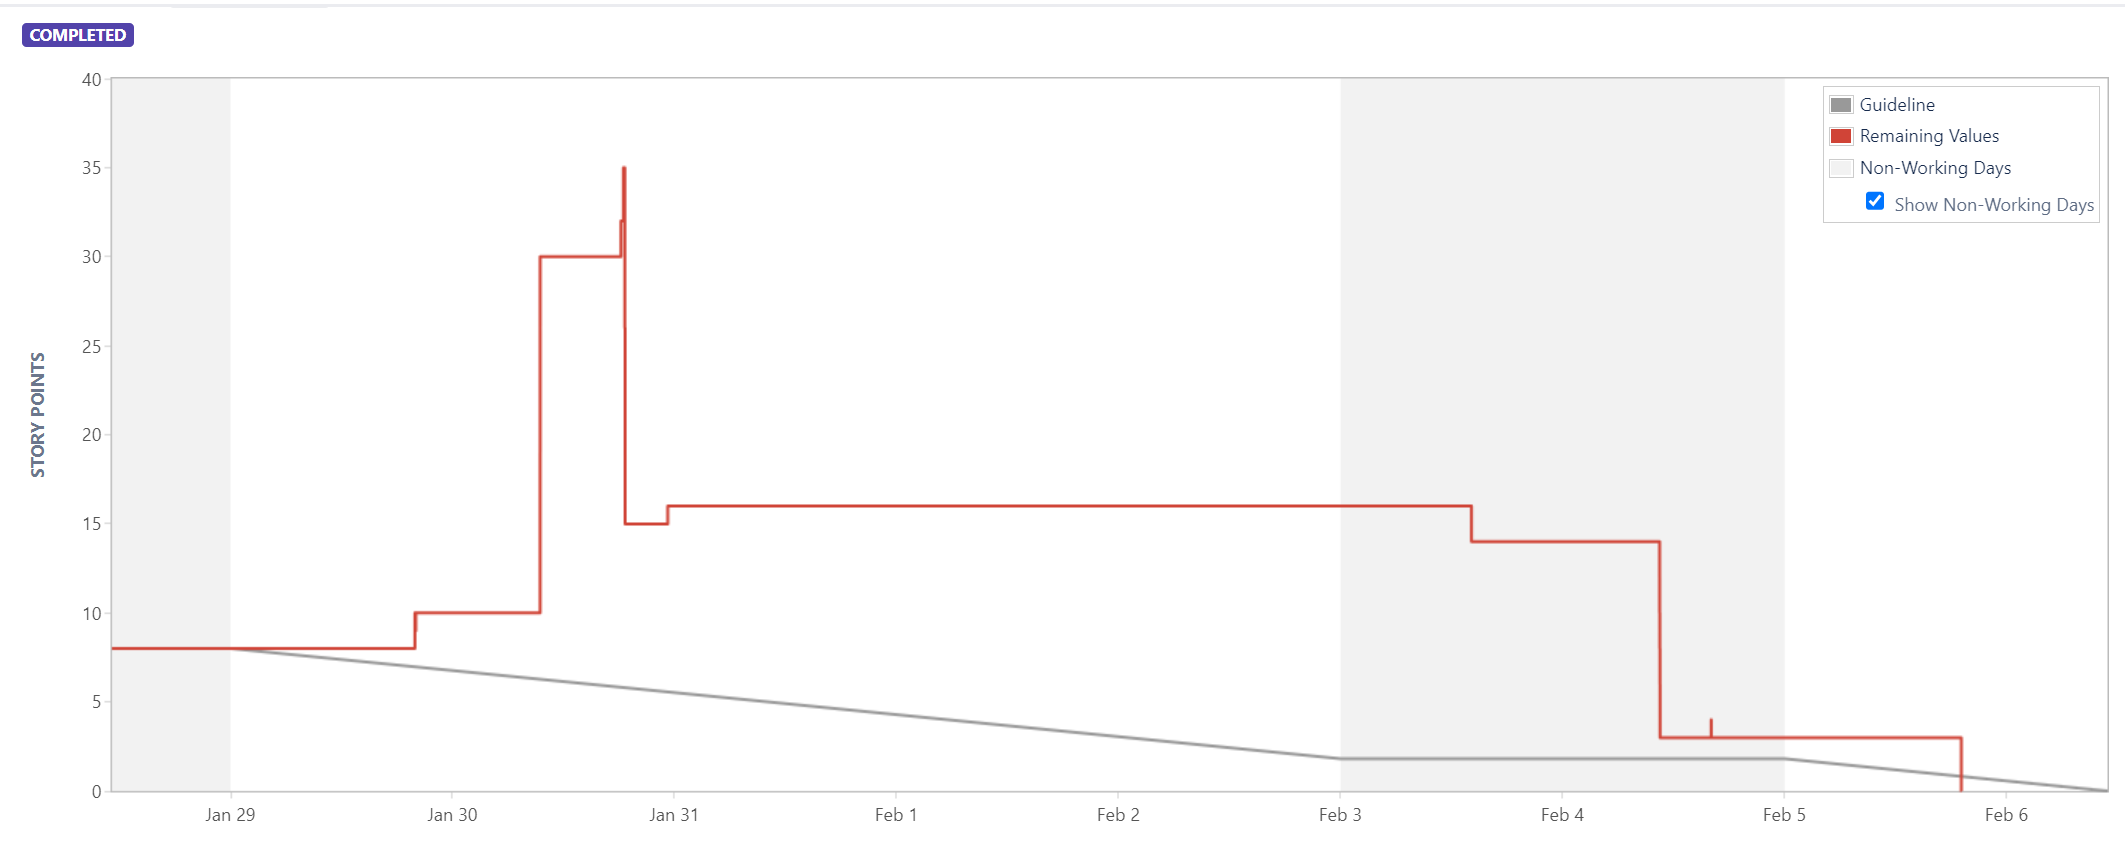 COMPLETED
40
35
30
25
20
15
10
5
0
STORY POINTS
Guideline
Remaining Values
Non-Working Days
Show Non-Working Days
Jan 29 Jan 30 Jan 31 Feb 1 Feb 2 Feb 3 Feb 4 Feb 5 Feb 6